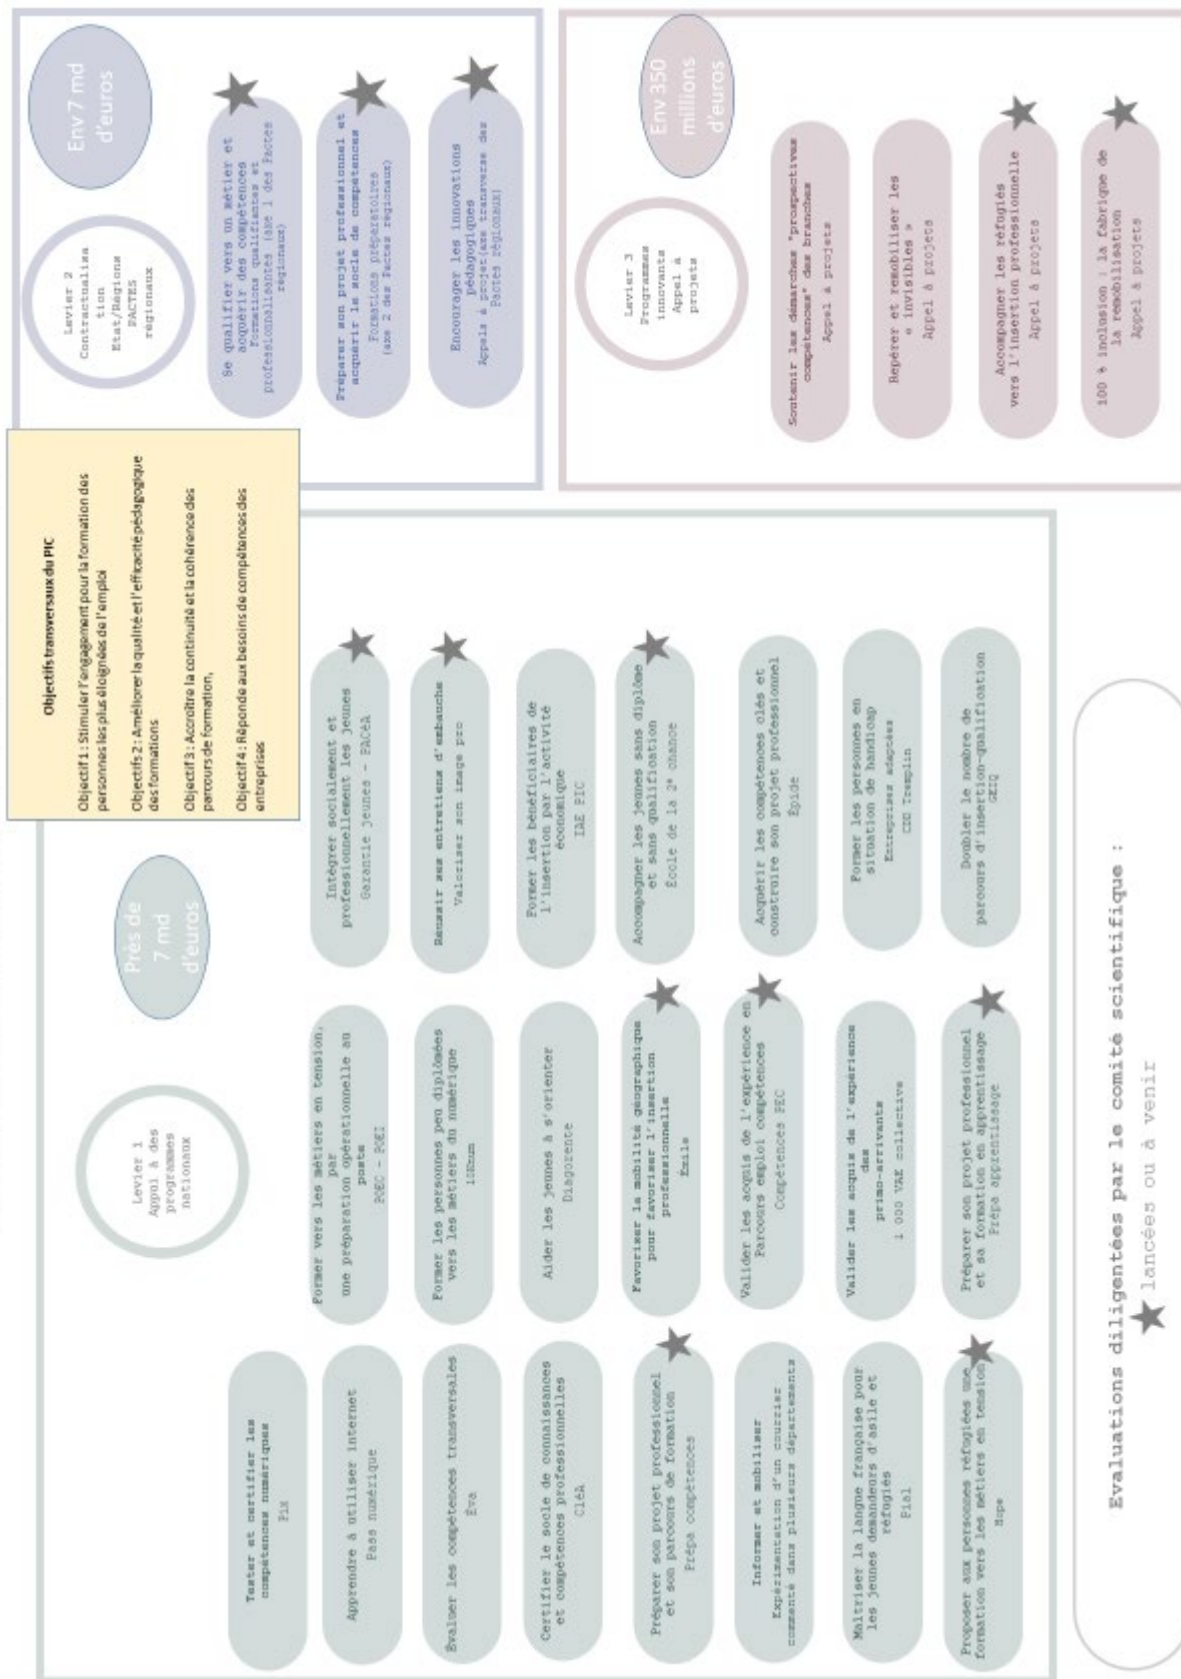 Objectifs transversaux du PIC
Objectif 1 : Stimuler l'engagement pour la formation des
personnes les plus éloignées de l'emploi
Objectifs 2 : Améliorer la qualité et l'efficacité pédagogique
des formations
Objectif 3 : Accroître la continuité et la cohérence des
parcours de formation,
Objectif 4 : Réponde aux besoins de compétences des
entreprises
Levier 1
Appui à des
programmes
nationaux
Près de
7 md
d'euros
Tester et certifier les
compétences numériques
Pix
Apprendre à utiliser internet
Pass numérique
Évaluer les compétences transversales
Éva
Certifier le socle de connaissances
et compétences professionnelles
CléA
Préparer son projet professionnel
et son parcours de formation
Prépa compétences
Informer et mobiliser
Expérimentation d'un courrier
commenté dans plusieurs départements
Maîtriser la langue française pour
les jeunes demandeurs d'asile et
réfugiés
Pial
Proposer aux personnes réfugiées une
formation vers les métiers en tension
Hope
Former vers les métiers en tension,
par
une préparation opérationnelle au
poste
POEC - POEI
Former les personnes peu diplômées
vers les métiers du numérique
10Knum
Aider les jeunes à s'orienter
Diagorente
Favoriser la mobilité géographique
pour favoriser l'insertion
professionnelle
Émile
Valider les acquis de l'expérience en
Parcours emploi compétences
Compétences PEC
Valider les acquis de l'expérience
des
primo-arrivants
1 000 VAE collective
Préparer son projet professionnel
et sa formation en apprentissage
Prépa apprentissage
Intégrer socialement et
professionnellement les jeunes
Garantie jeunes - PACéA
Réussir ses entretiens d'embauche
Valoriser son image pro
Former les bénéficiaires de
l'insertion par l'activité
économique
IAE PIC
Accompagner les jeunes sans diplôme
et sans qualification
École de la 2e chance
Acquérir les compétences clés et
construire son projet professionnel
Épide
Former les personnes en
situation de handicap
Entreprises adaptées
CDD Tremplin
Doubler le nombre de
parcours d'insertion-qualification
GEIQ
Levier 2
Contractualisa
tion
Etat/Régions
PACTES
régionaux
Env 7 md
d'euros
Se qualifier vers un métier et
acquérir des compétences
Formations qualifiantes et
professionnalisantes (axe 1 des Pactes
régionaux)
Préparer son projet professionnel et
acquérir le socle de compétences
Formations préparatoires
(axe 2 des Pactes régionaux)
Encourager les innovations
pédagogiques
Appels à projet(axe transverse des
Pactes régionaux)
Levier 3
Programmes
innovants
Appel à
projets
Env 350
millions
d'euros
Soutenir les démarches "prospectives
compétences" des branches
Appel à projets
Repérer et remobiliser les
« invisibles »
Appel à projets
Accompagner les réfugiés
vers l'insertion professionnelle
Appel à projets
100 % inclusion : la fabrique de
la remobilisation
Appel à projets
Evaluations diligentées par le comité scientifique :
lancées ou à venir